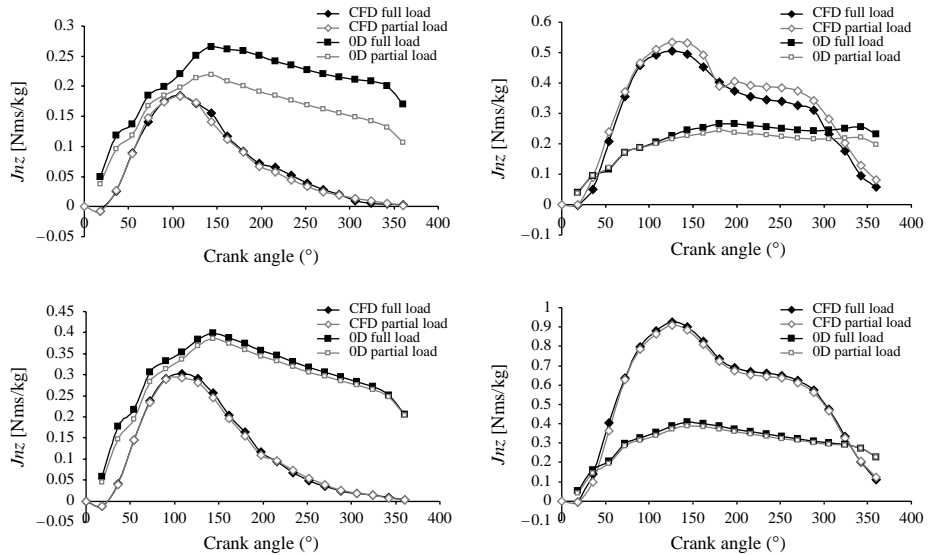 CFD full load
CFD partial load
0D full load
0D partial load
0.3
0.25
0.2
0.15
0.1
0.05
0
−0.05
Jnz [Nms/kg]
0 50 100 150 200 250 300 350 400
Crank angle (°)
CFD full load
CFD partial load
0D full load
0D partial load
0.6
0.5
0.4
0.3
0.2
0.1
0
−0.1
Jnz [Nms/kg]
0 50 100 150 200 250 300 350 400
Crank angle (°)
CFD full load
CFD partial load
0D full load
0D partial load
0.45
0.4
0.35
0.3
0.25
0.2
0.15
0.1
0.05
0
−0.05
Jnz [Nms/kg]
0 50 100 150 200 250 300 350 400
Crank angle (°)
CFD full load
CFD partial load
0D full load
0D partial load
1
0.9
0.8
0.7
0.6
0.5
0.4
0.3
0.2
0.1
0
−0.1
Jnz [Nms/kg]
0 50 100 150 200 250 300 350 400
Crank angle (°)